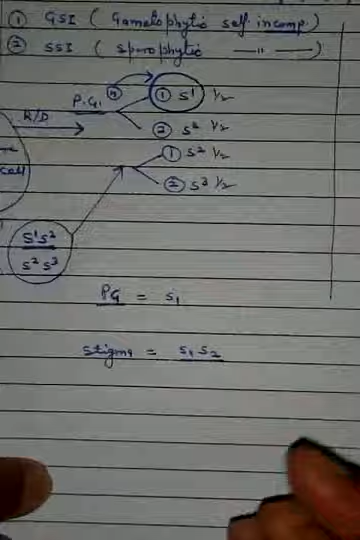 ① GSI ( Gametophytic self incomp )
② SSI ( Sporophytic — " — )
R/D
P.G.
① S¹ ½
② S² ½
① S² ½
② S³ ½
cell
S¹S²
S²S³
PG = S₁
Stigma = S₁ S₂